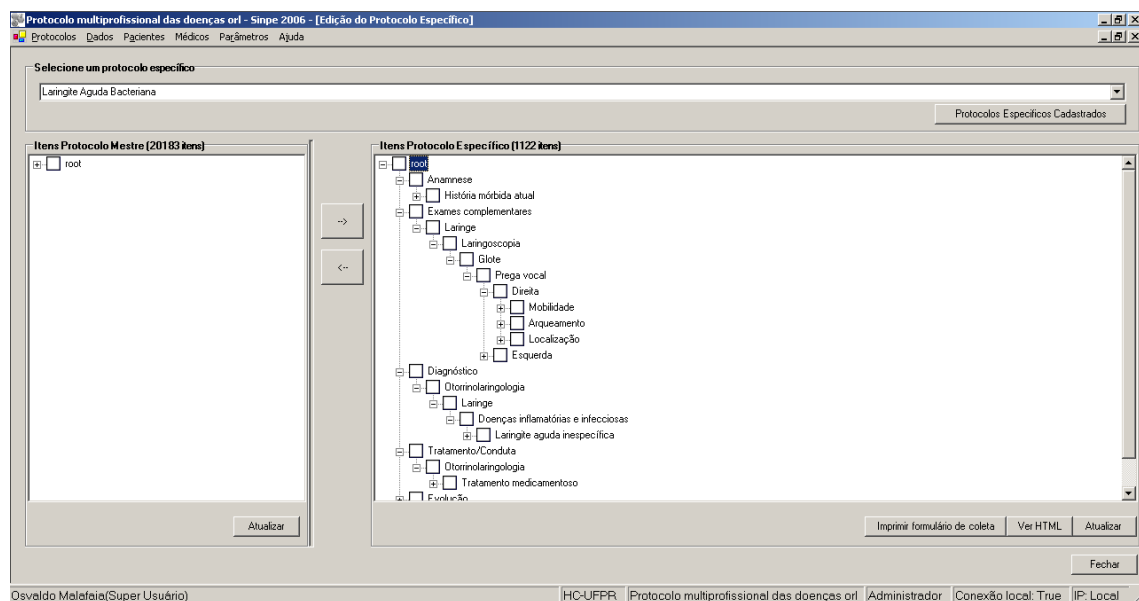 Protocolo multiprofissional das doenças orl - Sinpe 2006 - [Edição do Protocolo Específico]
Protocolos Dados Pacientes Médicos Parâmetros Ajuda
Selecione um protocolo específico
Laringite Aguda Bacteriana
Protocolos Específicos Cadastrados
Itens Protocolo Mestre (20183 itens)
root
Atualizar
-->
<--
Itens Protocolo Específico (1122 itens)
root
Anamnese
História mórbida atual
Exames complementares
Laringe
Laringoscopia
Glote
Prega vocal
Direita
Mobilidade
Arqueamento
Localização
Esquerda
Diagnóstico
Otorrinolaringologia
Laringe
Doenças inflamatórias e infecciosas
Laringite aguda inespecífica
Tratamento/Conduta
Otorrinolaringologia
Tratamento medicamentoso
Evolução
Imprimir formulário de coleta Ver HTML Atualizar
Fechar
Osvaldo Malafaia(Super Usuário) HC-UFPR Protocolo multiprofissional das doenças orl Administrador Conexão local: True IP: Local